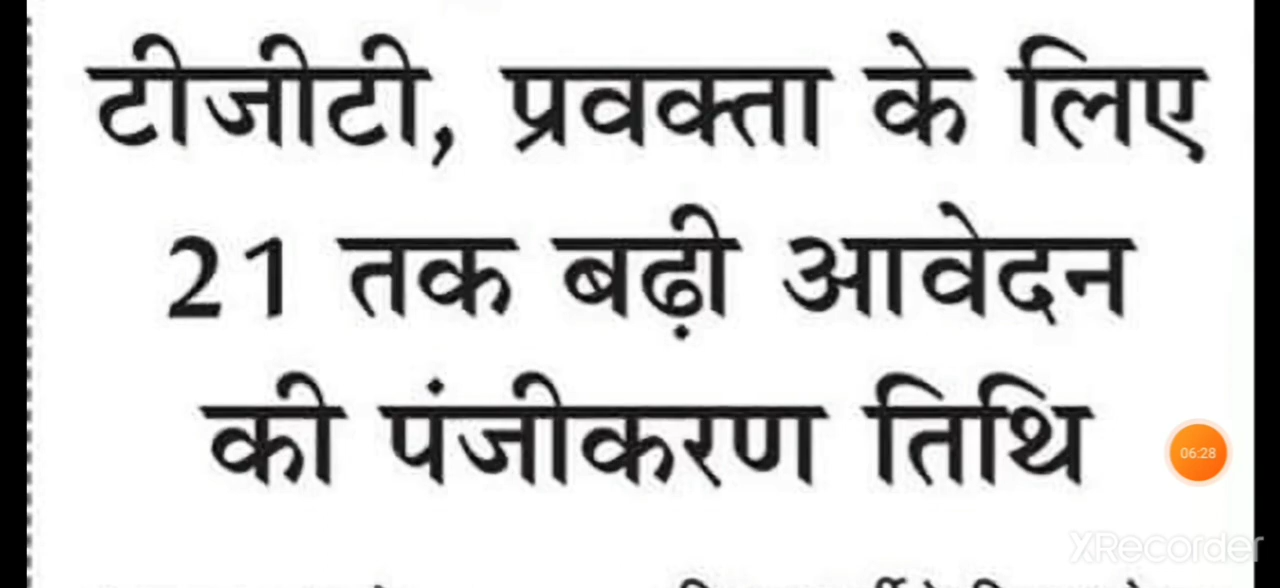 टीजीटी, प्रवक्ता के लिए
21 तक बढ़ी आवेदन
की पंजीकरण तिथि
06:28
XRecorder